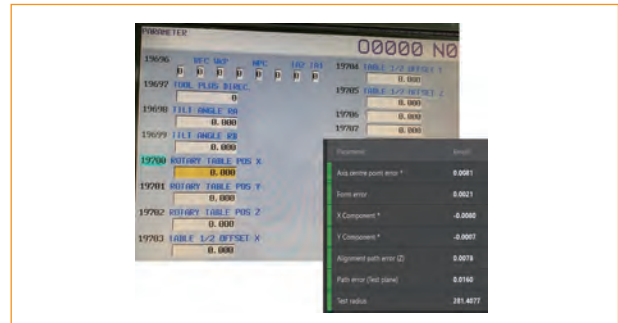 PARAMETER
O0000 N0
19696 NPC IA2 IA1
0 0 0 0 0 0 0 0
19697 TOOL PLUS DIREC.
0
19698 TILT ANGLE RA
0.000
19699 TILT ANGLE RB
0.000
19700 ROTARY TABLE POS X
0.000
19701 ROTARY TABLE POS Y
0.000
19702 ROTARY TABLE POS Z
0.000
19703 TABLE 1/2 OFFSET X
0.000
19704 TABLE 1/2 OFFSET Y
0.000
19705 TABLE 1/2 OFFSET Z
0.000
19706
0.000
19707
0.000
Parameter Result
Axis centre point error * 0.0081
Form error 0.0021
X Component * -0.0080
Y Component * -0.0007
Alignment path error (Z) 0.0078
Path error (Test plane) 0.0160
Test radius 281.4077